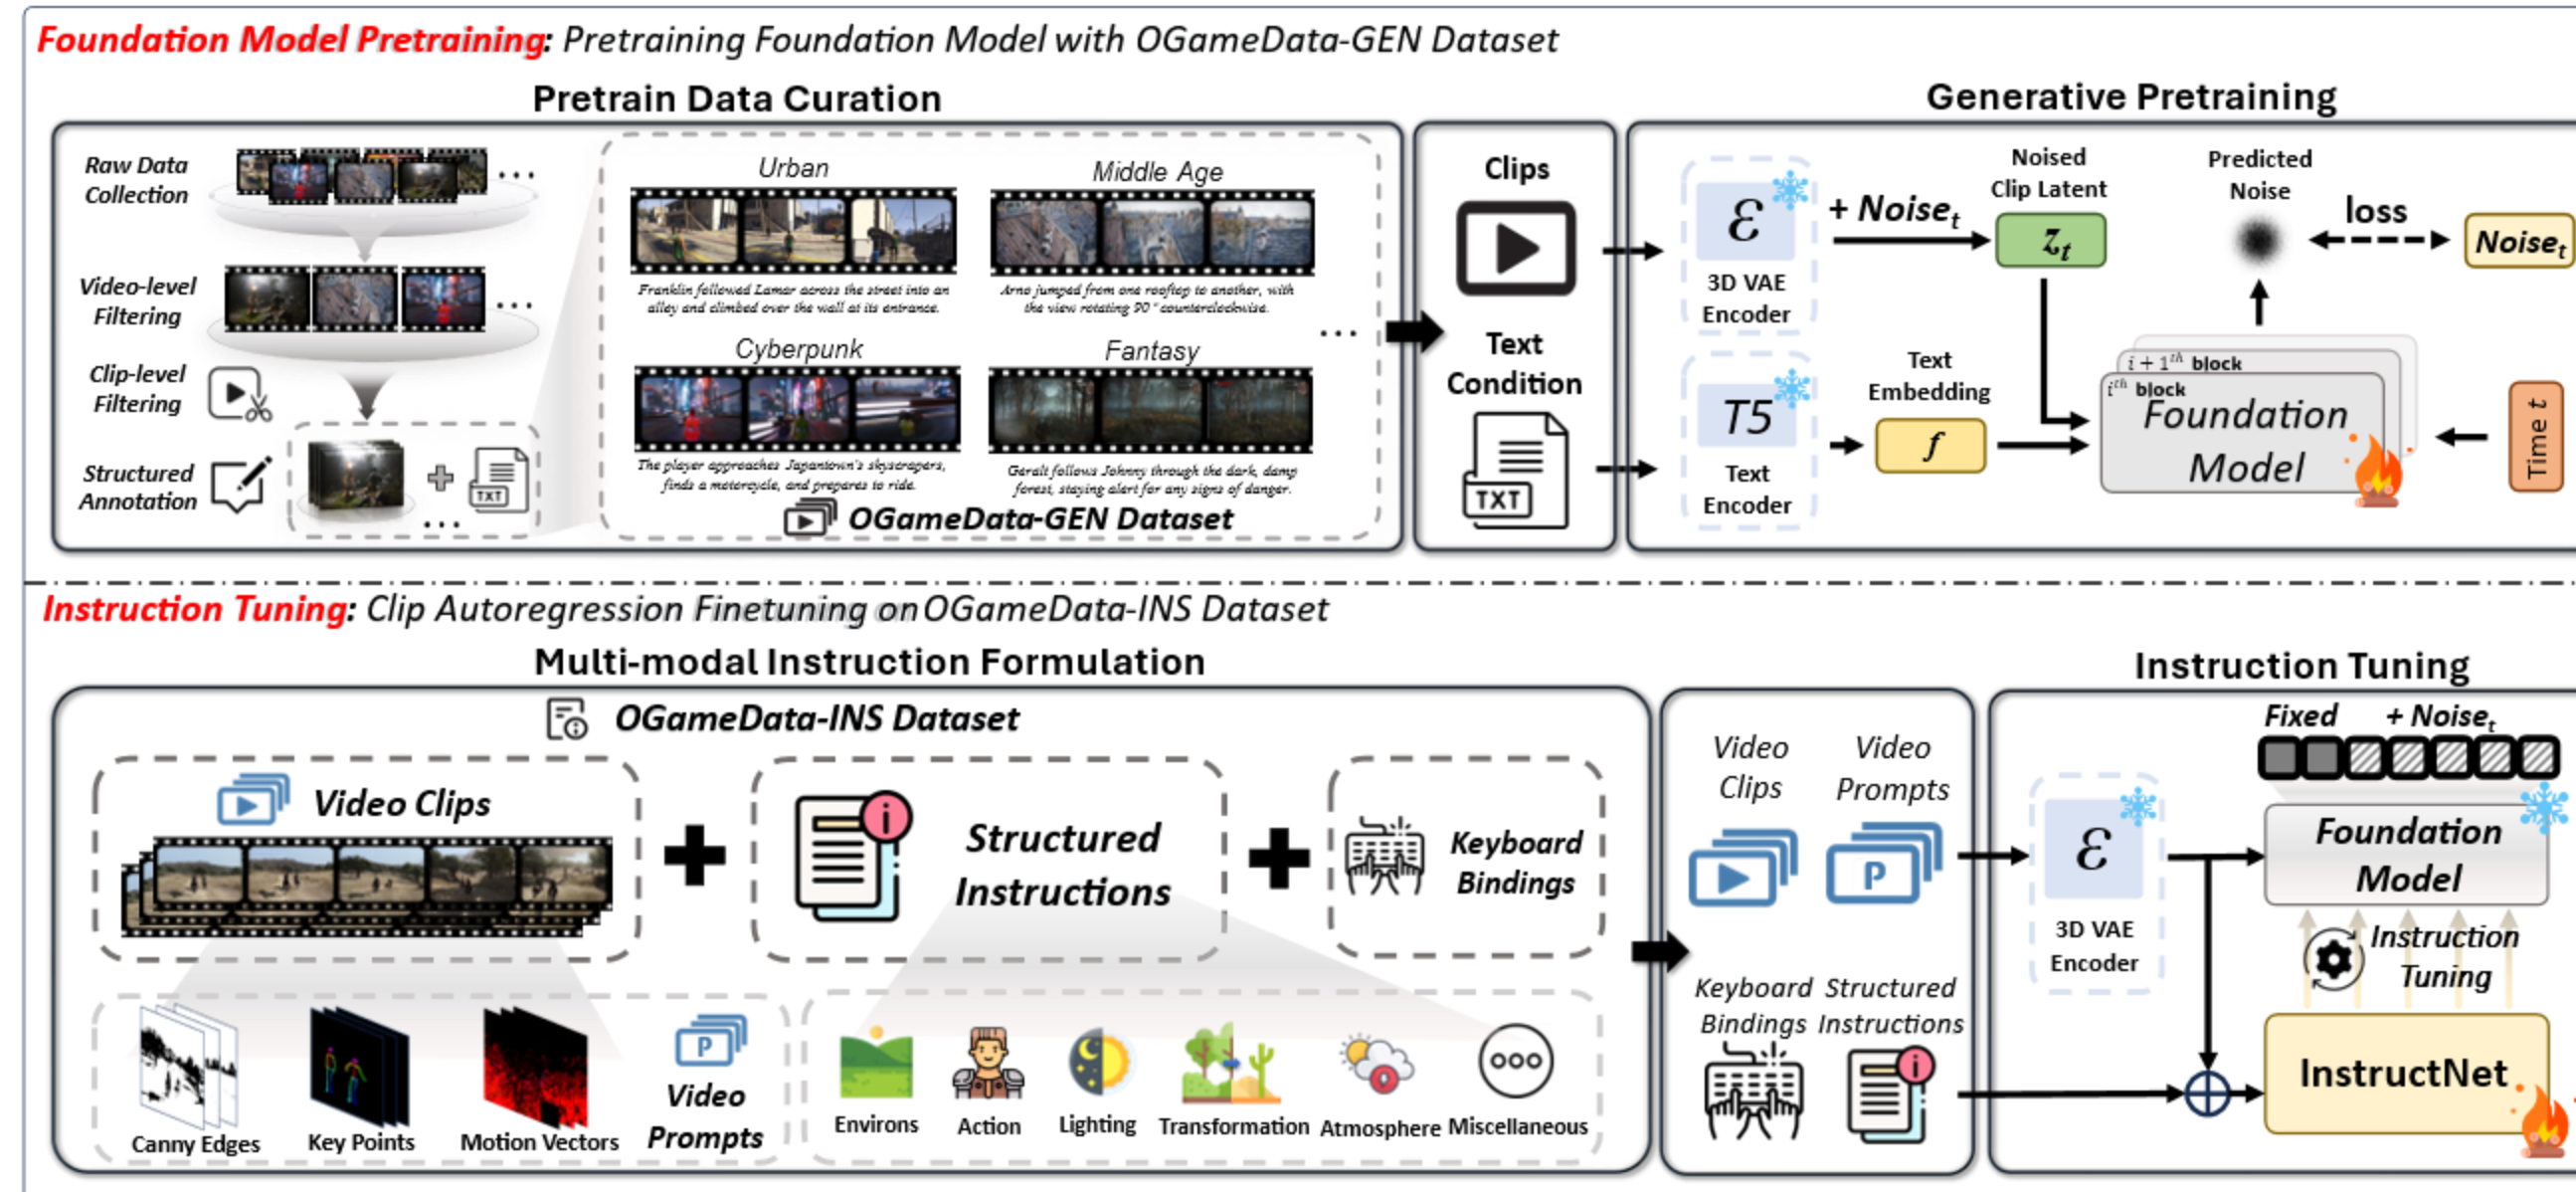 Foundation Model Pretraining: Pretraining Foundation Model with OGameData-GEN Dataset
Pretrain Data Curation
Raw Data
Collection
Video-level
Filtering
Clip-level
Filtering
Structured
Annotation
TXT
Urban
Franklin followed Lamar across the street into an
alley and climbed over the wall at its entrance.
Middle Age
Arno jumped from one rooftop to another, with
the view rotating 90° counterclockwise.
Cyberpunk
The player approaches Japantown's skyscrapers,
finds a motorcycle, and prepares to ride.
Fantasy
Geralt follows Johnny through the dark, damp
forest, staying alert for any signs of danger.
OGameData-GEN Dataset
Clips
Text
Condition
TXT
Generative Pretraining
ℰ
3D VAE
Encoder
+ Noise_t
Noised
Clip Latent
z_t
Predicted
Noise
loss
Noise_t
T5
Text
Encoder
Text
Embedding
f
i + 1^th block
i^th block
Foundation
Model
Time t
Instruction Tuning: Clip Autoregression Finetuning on OGameData-INS Dataset
Multi-modal Instruction Formulation
OGameData-INS Dataset
Video Clips
Structured
Instructions
Keyboard
Bindings
Canny Edges
Key Points
Motion Vectors
P
Video
Prompts
Environs
Action
Lighting
Transformation
Atmosphere
Miscellaneous
Video
Clips
Video
Prompts
P
Keyboard
Bindings
Structured
Instructions
Instruction Tuning
Fixed
+ Noise_t
ℰ
3D VAE
Encoder
Foundation
Model
Instruction
Tuning
InstructNet